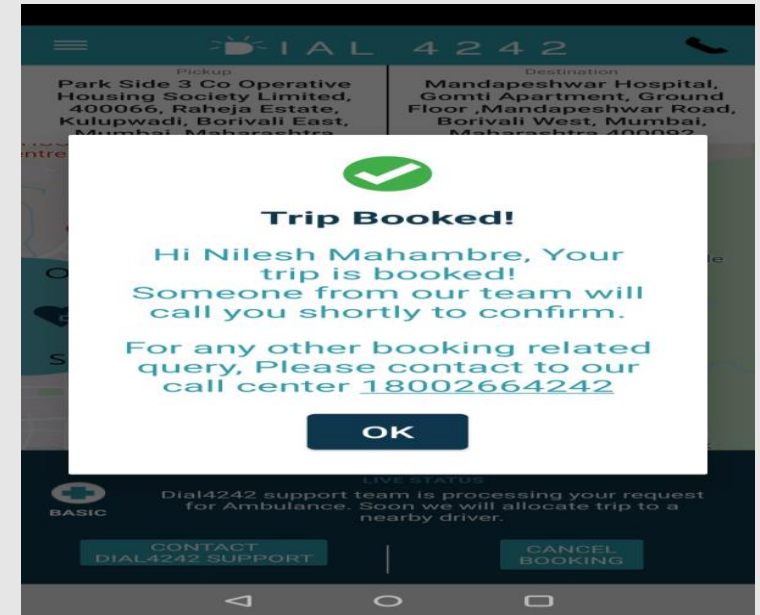 DIAL 4242
Pickup
Park Side 3 Co Operative
Housing Society Limited,
400066, Raheja Estate,
Kulupwadi, Borivali East,
Mumbai, Maharashtra
Destination
Mandapeshwar Hospital,
Gomti Apartment, Ground
Floor ,Mandapeshwar Road,
Borivali West, Mumbai,
Maharashtra 400092
Trip Booked!
Hi Nilesh Mahambre, Your
trip is booked!
Someone from our team will
call you shortly to confirm.
For any other booking related
query, Please contact to our
call center 18002664242
OK
LIVE STATUS
BASIC
Dial4242 support team is processing your request
for Ambulance. Soon we will allocate trip to a
nearby driver.
CONTACT
DIAL4242 SUPPORT
CANCEL
BOOKING